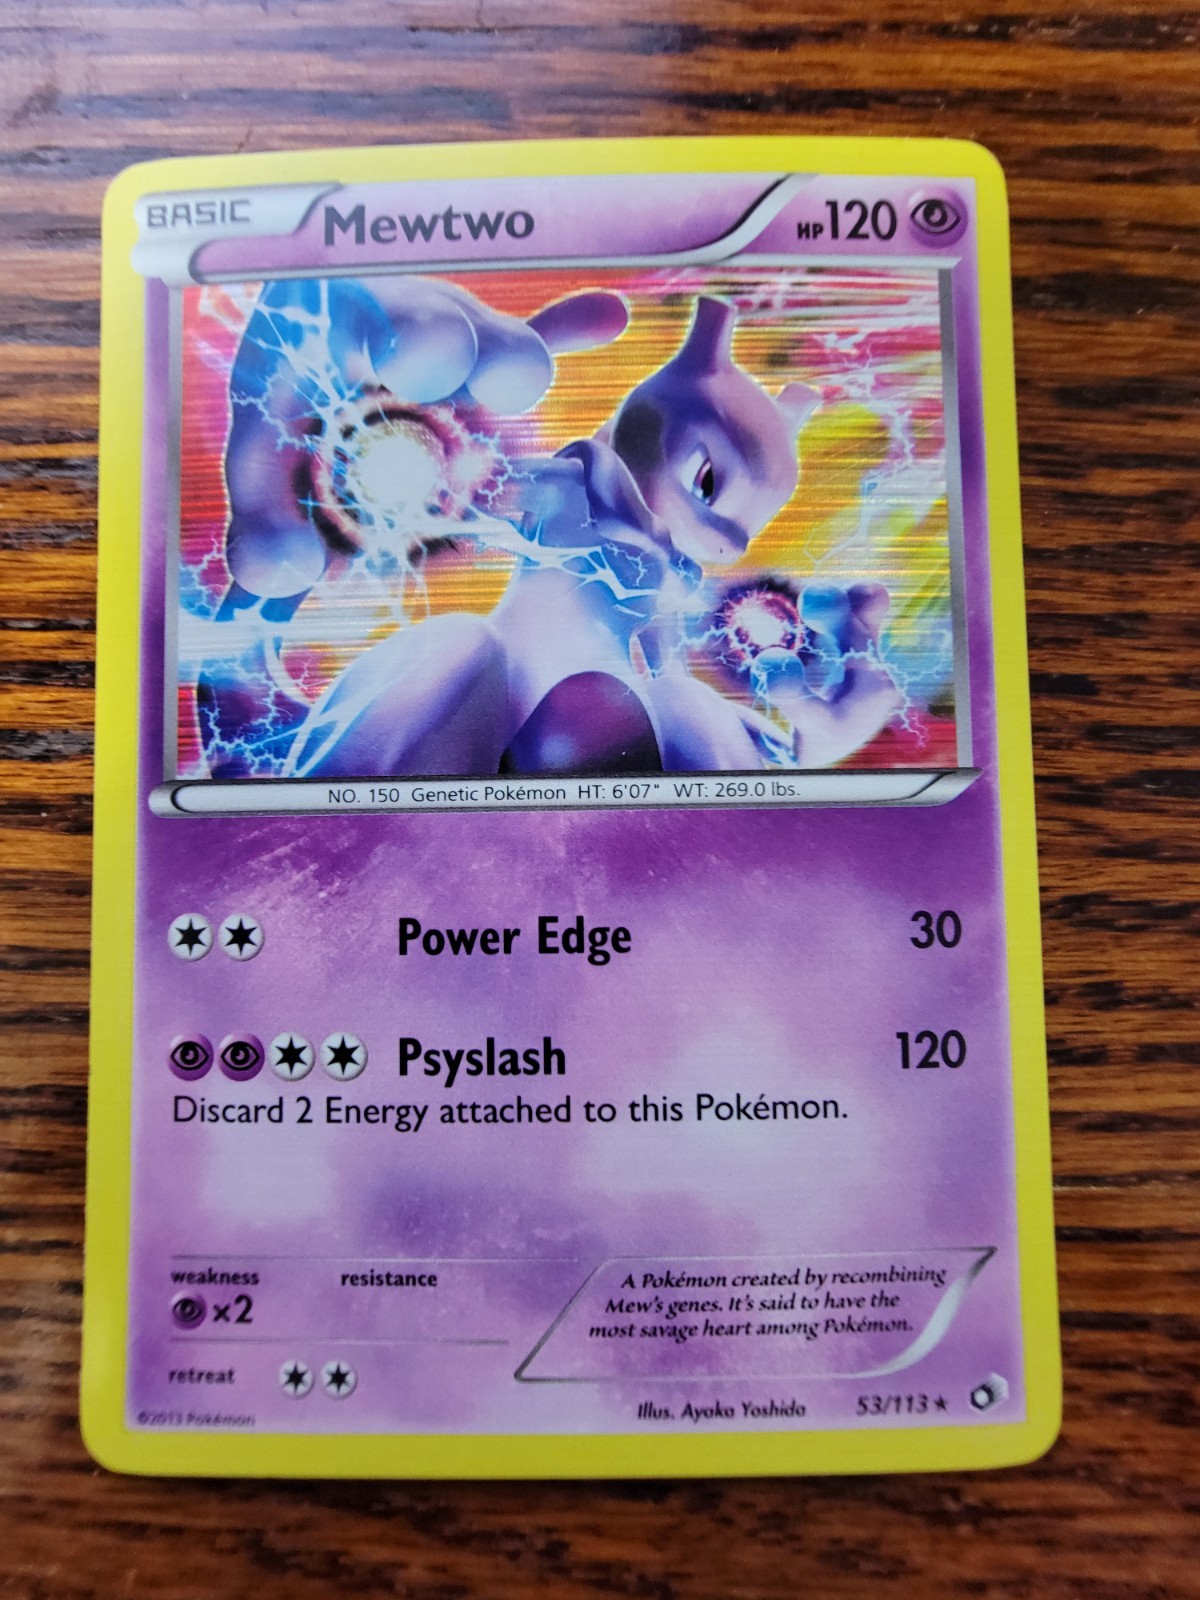 BASIC Mewtwo HP120
NO. 150 Genetic Pokémon HT: 6'07" WT: 269.0 lbs.
Power Edge 30
Psyslash 120
Discard 2 Energy attached to this Pokémon.
weakness resistance
x2
retreat
A Pokémon created by recombining
Mew's genes. It's said to have the
most savage heart among Pokémon.
Illus. Ayaka Yoshida 53/113 ★
©2013 Pokémon